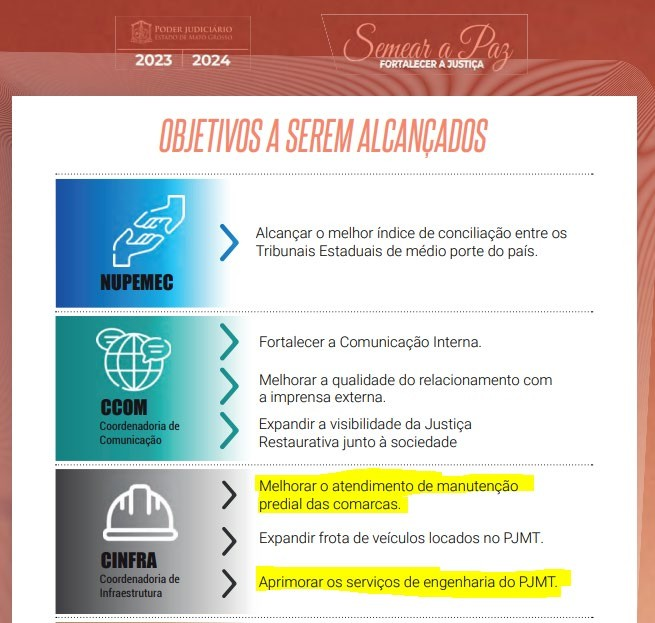 PODER JUDICIÁRIO
ESTADO DE MATO GROSSO
2023 2024
Semear a Paz
FORTALECER A JUSTIÇA
OBJETIVOS A SEREM ALCANÇADOS
NUPEMEC
Alcançar o melhor índice de conciliação entre os
Tribunais Estaduais de médio porte do país.
CCOM
Coordenadoria de
Comunicação
Fortalecer a Comunicação Interna.
Melhorar a qualidade do relacionamento com
a imprensa externa.
Expandir a visibilidade da Justiça
Restaurativa junto à sociedade
CINFRA
Coordenadoria de
Infraestrutura
Melhorar o atendimento de manutenção
predial das comarcas.
Expandir frota de veículos locados no PJMT.
Aprimorar os serviços de engenharia do PJMT.